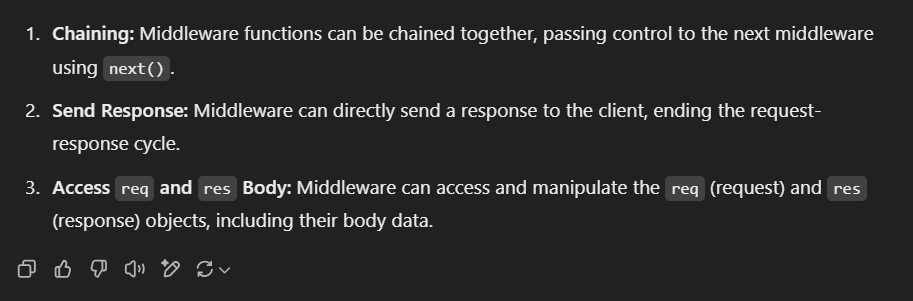 1. Chaining: Middleware functions can be chained together, passing control to the next middleware
using next().
2. Send Response: Middleware can directly send a response to the client, ending the request-
response cycle.
3. Access req and res Body: Middleware can access and manipulate the req (request) and res
(response) objects, including their body data.